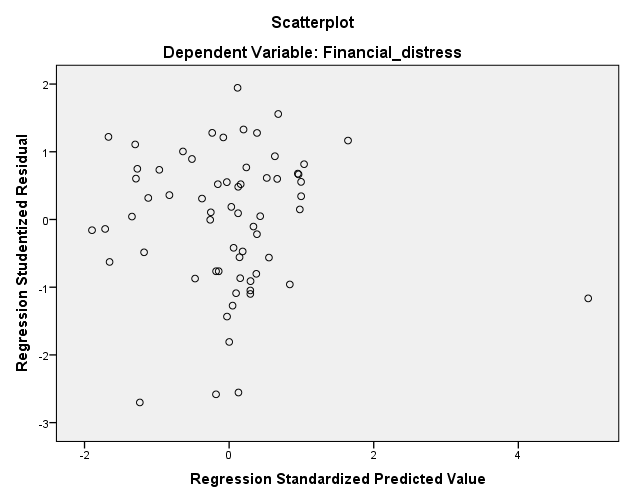 Scatterplot
Dependent Variable: Financial_distress
Regression Studentized Residual
2
1
0
-1
-2
-3
-2
0
2
4
Regression Standardized Predicted Value